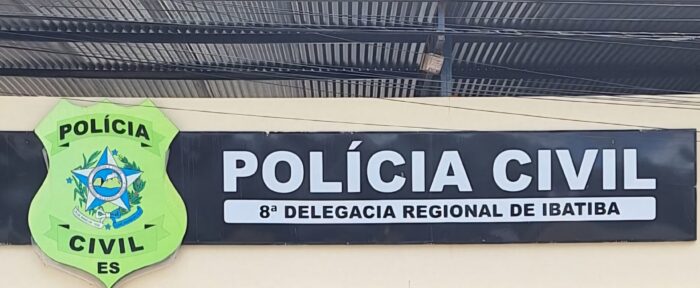 POLÍCIA
CIVIL
ES
POLÍCIA CIVIL
8ª DELEGACIA REGIONAL DE IBATIBA